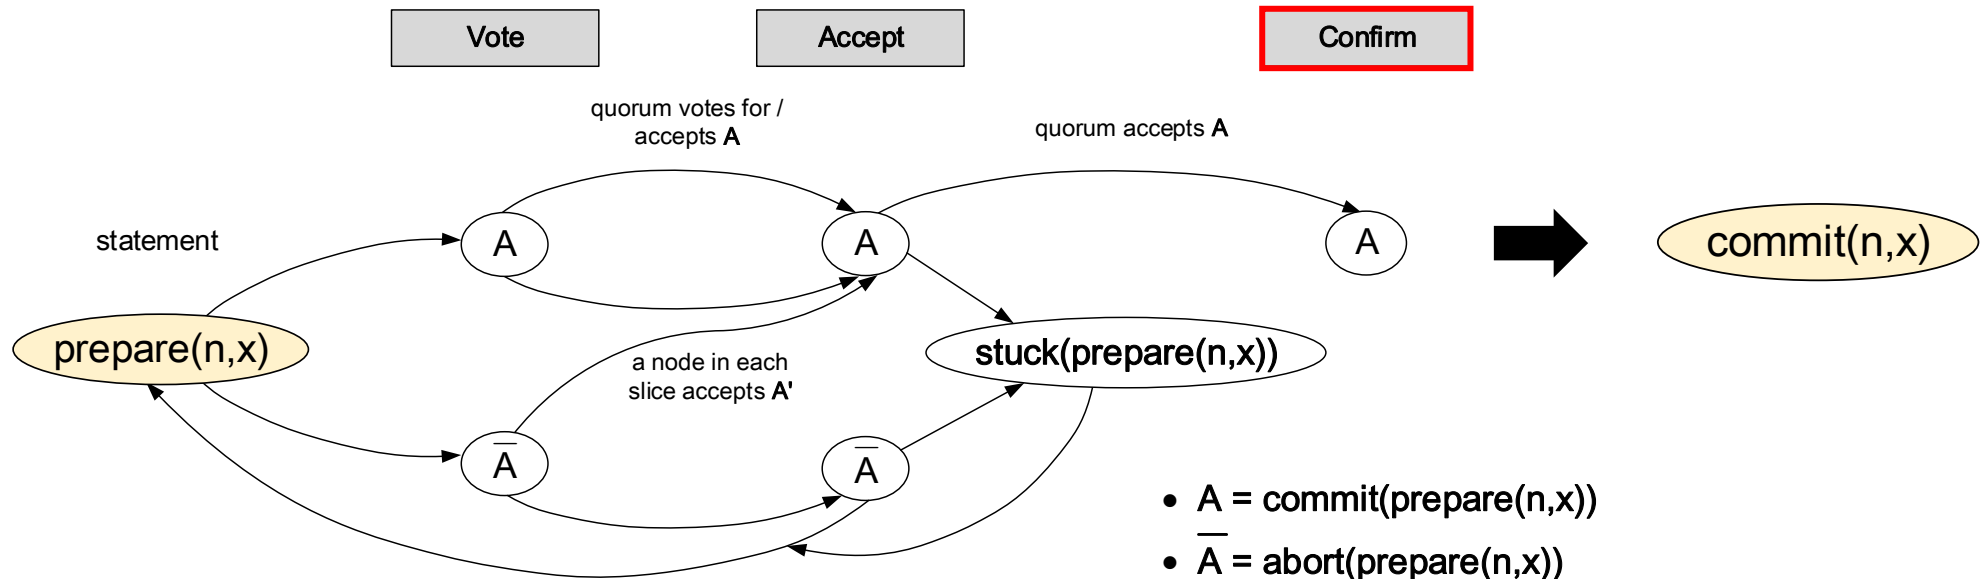 Vote
Accept
Confirm
quorum votes for /
accepts A
quorum accepts A
statement
A
A
A
commit(n,x)
prepare(n,x)
stuck(prepare(n,x))
a node in each
slice accepts A'
A̅
A̅
• A = commit(prepare(n,x))
• A̅ = abort(prepare(n,x))